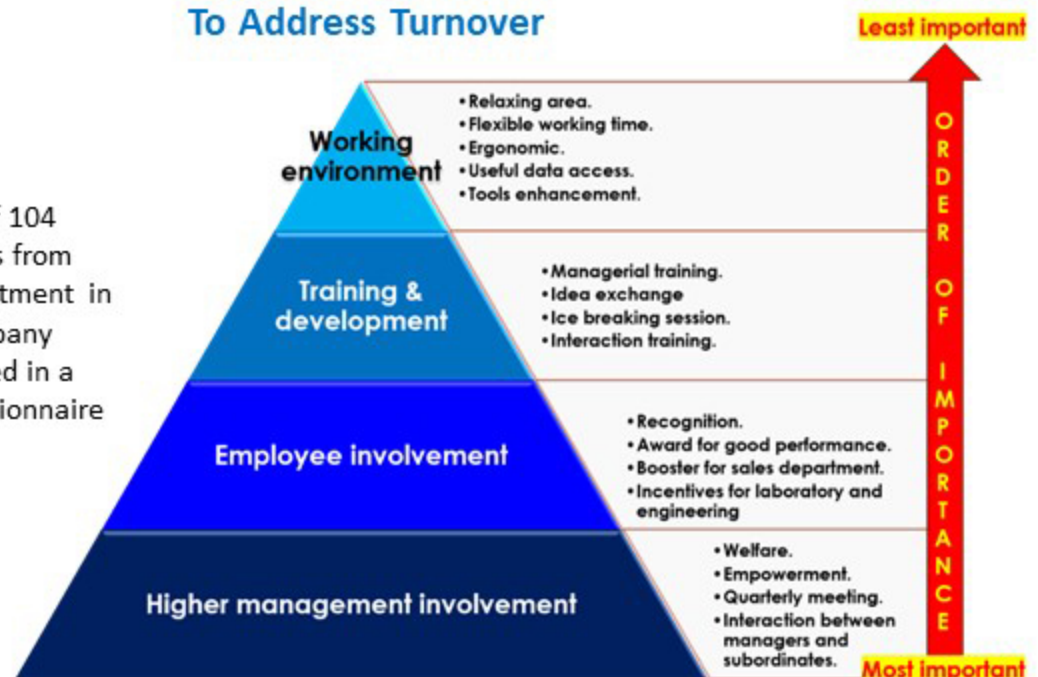 To Address Turnover
Least important
104
from
in
ed in a
Working
environment
• Relaxing area.
• Flexible working time.
• Ergonomic.
• Useful data access.
• Tools enhancement.
Training &
development
• Managerial training.
• Idea exchange
• Ice breaking session.
• Interaction training.
Employee involvement
• Recognition.
• Award for good performance.
• Booster for sales department.
• Incentives for laboratory and
engineering
Higher management involvement
• Welfare.
• Empowerment.
• Quarterly meeting.
• Interaction between
managers and
subordinates.
ORDER OF IMPORTANCE
Most important